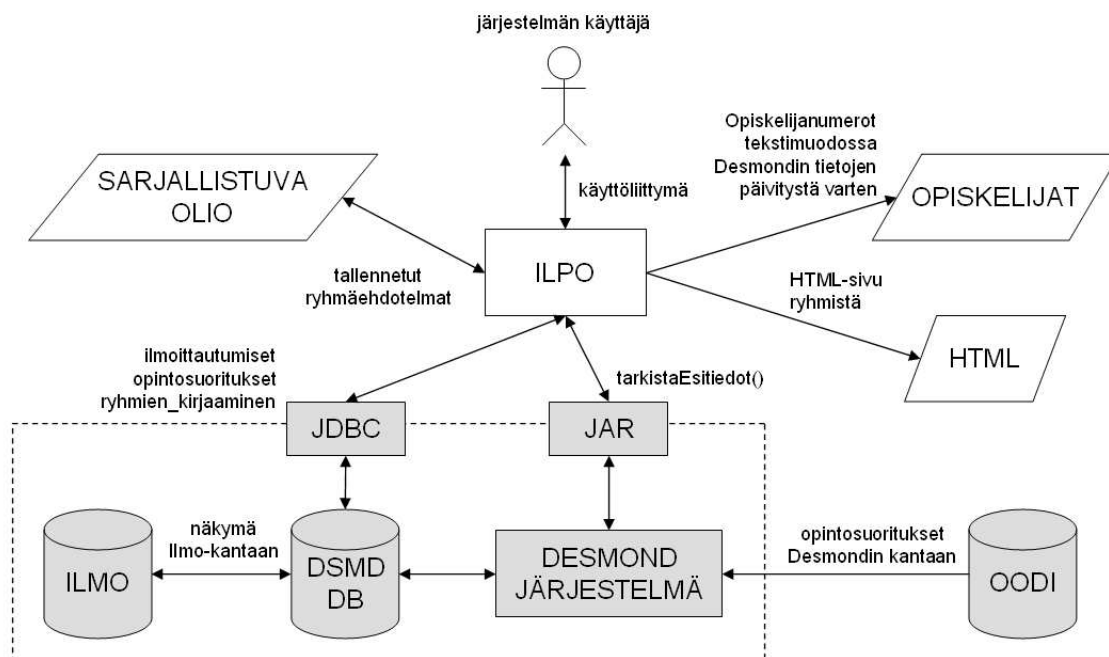 järjestelmän käyttäjä
Opiskelijanumerot
tekstimuodossa
Desmondin tietojen
päivitystä varten
SARJALLISTUVA
OLIO
käyttöliittymä
OPISKELIJAT
ILPO
tallennetut
ryhmäehdotelmat
HTML-sivu
ryhmistä
HTML
ilmoittautumiset
opintosuoritukset
ryhmien_kirjaaminen
tarkistaEsitiedot()
JDBC
JAR
näkymä
Ilmo-kantaan
ILMO
DSMD
DB
DESMOND
JÄRJESTELMÄ
opintosuoritukset
Desmondin kantaan
OODI